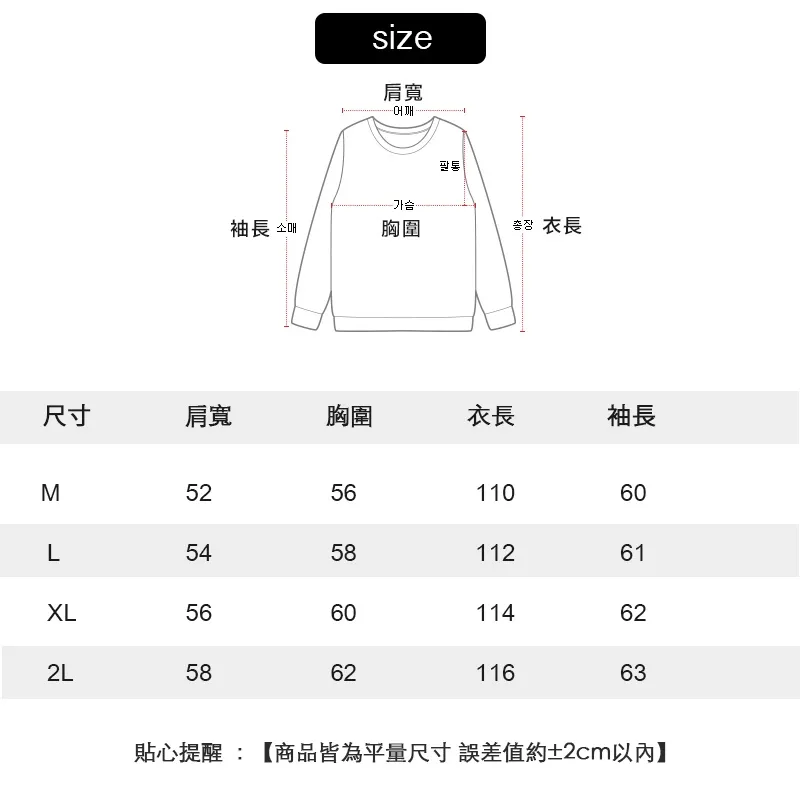 size
肩寬
어깨
팔통
가슴
袖長 소매
胸圍
총장 衣長
尺寸 肩寬 胸圍 衣長 袖長
M 52 56 110 60
L 54 58 112 61
XL 56 60 114 62
2L 58 62 116 63
貼心提醒 ：【商品皆為平量尺寸 誤差值約±2cm以內】